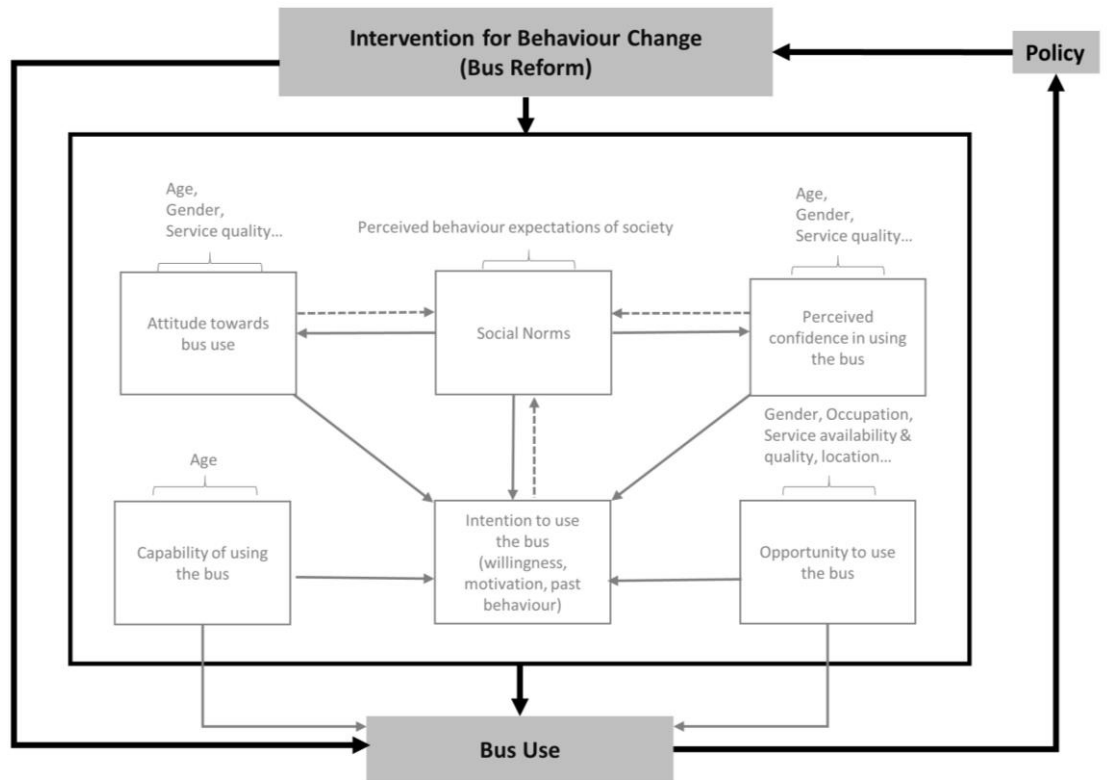 Intervention for Behaviour Change
(Bus Reform)
Policy
Age,
Gender,
Service quality...
Perceived behaviour expectations of society
Age,
Gender,
Service quality...
Attitude towards
bus use
Social Norms
Perceived
confidence in using
the bus
Age
Gender, Occupation,
Service availability &
quality, location...
Capability of using
the bus
Intention to use
the bus
(willingness,
motivation, past
behaviour)
Opportunity to use
the bus
Bus Use